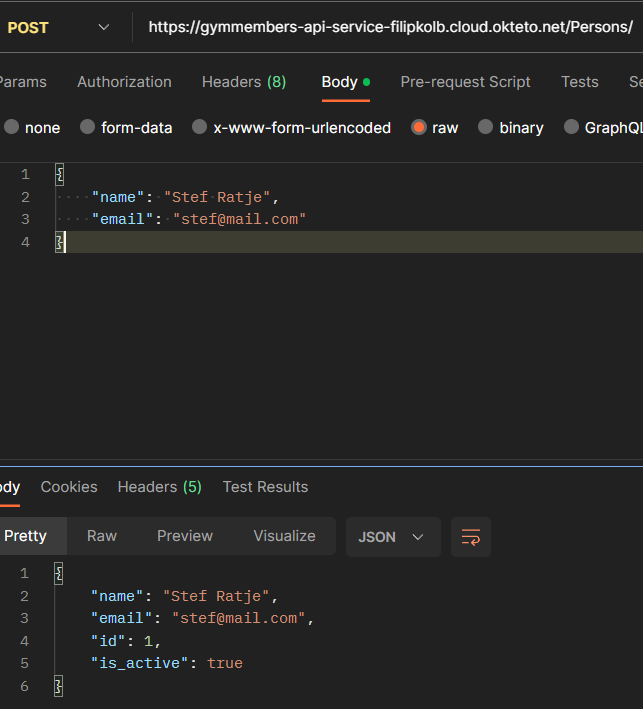 POST https://gymmembers-api-service-filipkolb.cloud.okteto.net/Persons/
Params Authorization Headers (8) Body Pre-request Script Tests Se
none form-data x-www-form-urlencoded raw binary GraphQL
1 {
2 "name": "Stef Ratje",
3 "email": "stef@mail.com"
4 }
ody Cookies Headers (5) Test Results
Pretty Raw Preview Visualize JSON
1 {
2 "name": "Stef Ratje",
3 "email": "stef@mail.com",
4 "id": 1,
5 "is_active": true
6 }